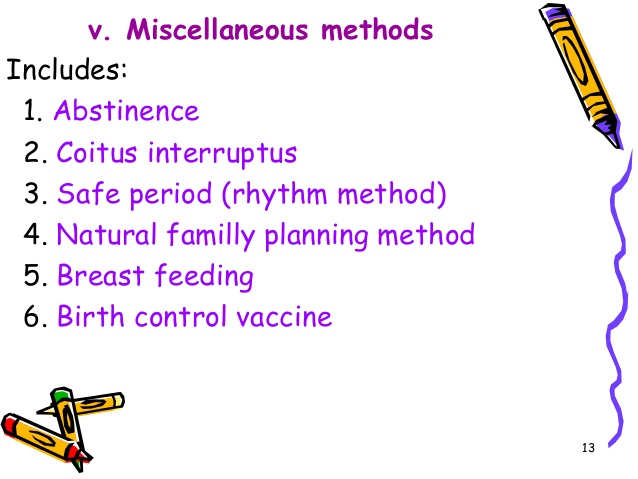 v. Miscellaneous methods
Includes:
1. Abstinence
2. Coitus interruptus
3. Safe period (rhythm method)
4. Natural familly planning method
5. Breast feeding
6. Birth control vaccine
13